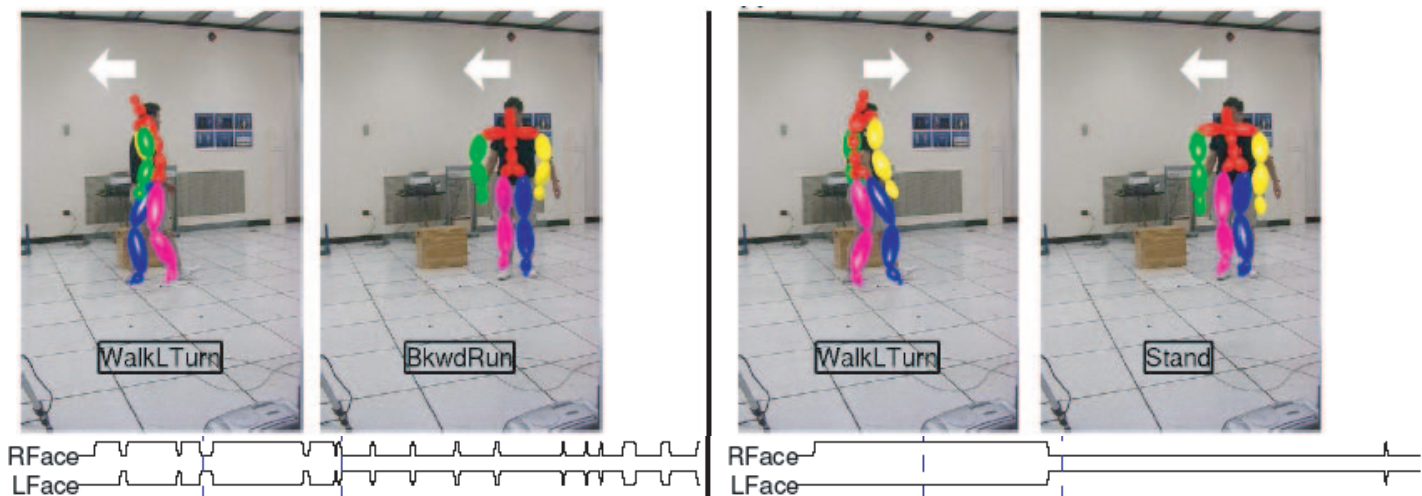 WalkLTurn
BkwdRun
RFace
LFace
WalkLTurn
Stand
RFace
LFace